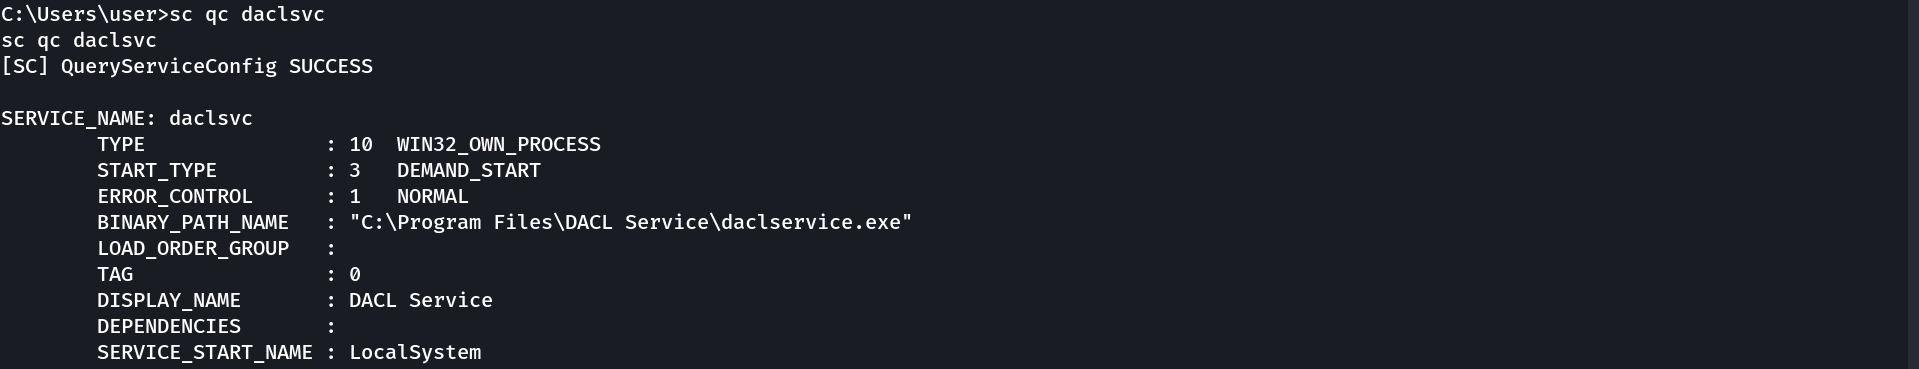 C:\Users\user>sc qc daclsvc
sc qc daclsvc
[SC] QueryServiceConfig SUCCESS

SERVICE_NAME: daclsvc
        TYPE               : 10  WIN32_OWN_PROCESS
        START_TYPE         : 3   DEMAND_START
        ERROR_CONTROL      : 1   NORMAL
        BINARY_PATH_NAME   : "C:\Program Files\DACL Service\daclservice.exe"
        LOAD_ORDER_GROUP   :
        TAG                : 0
        DISPLAY_NAME       : DACL Service
        DEPENDENCIES       :
        SERVICE_START_NAME : LocalSystem